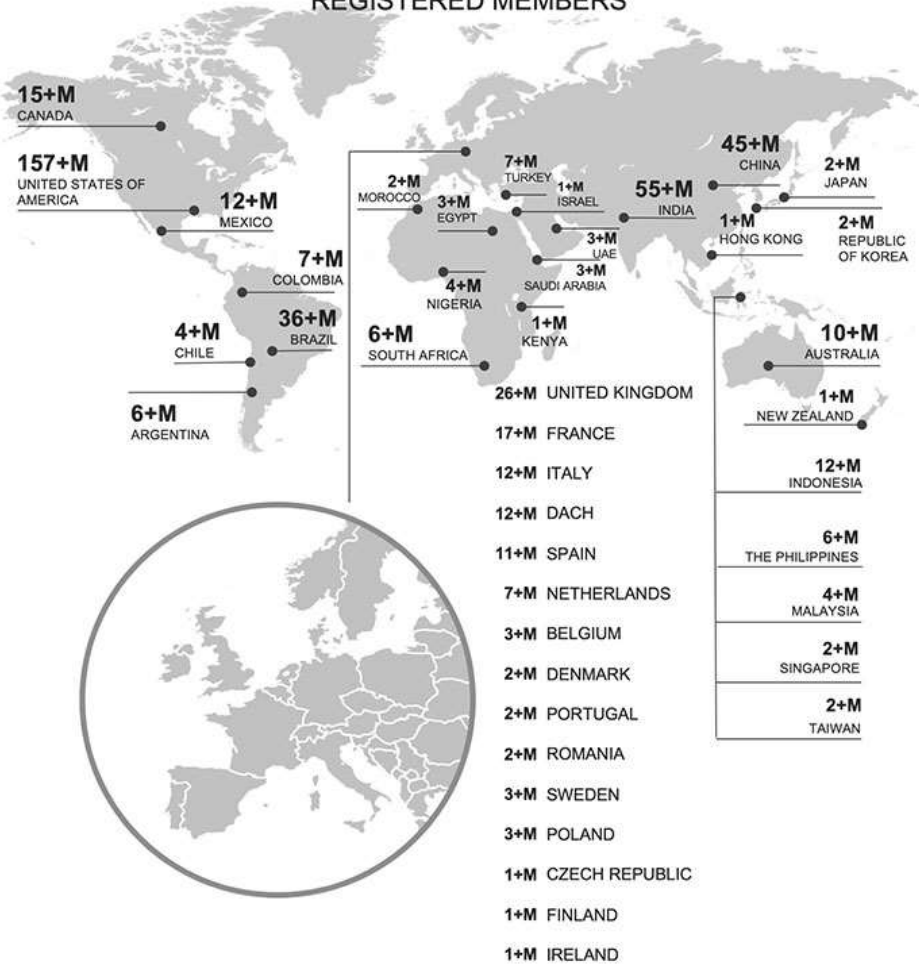 REGISTERED MEMBERS
15+M
CANADA
157+M
UNITED STATES OF
AMERICA
12+M
MEXICO
7+M
COLOMBIA
36+M
BRAZIL
4+M
CHILE
6+M
ARGENTINA
2+M
MOROCCO
3+M
EGYPT
7+M
TURKEY
1+M
ISRAEL
3+M
UAE
3+M
SAUDI ARABIA
4+M
NIGERIA
1+M
KENYA
6+M
SOUTH AFRICA
55+M
INDIA
45+M
CHINA
2+M
JAPAN
1+M
HONG KONG
2+M
REPUBLIC
OF KOREA
10+M
AUSTRALIA
1+M
NEW ZEALAND
12+M
INDONESIA
6+M
THE PHILIPPINES
4+M
MALAYSIA
2+M
SINGAPORE
2+M
TAIWAN
26+M UNITED KINGDOM
17+M FRANCE
12+M ITALY
12+M DACH
11+M SPAIN
7+M NETHERLANDS
3+M BELGIUM
2+M DENMARK
2+M PORTUGAL
2+M ROMANIA
3+M SWEDEN
3+M POLAND
1+M CZECH REPUBLIC
1+M FINLAND
1+M IRELAND